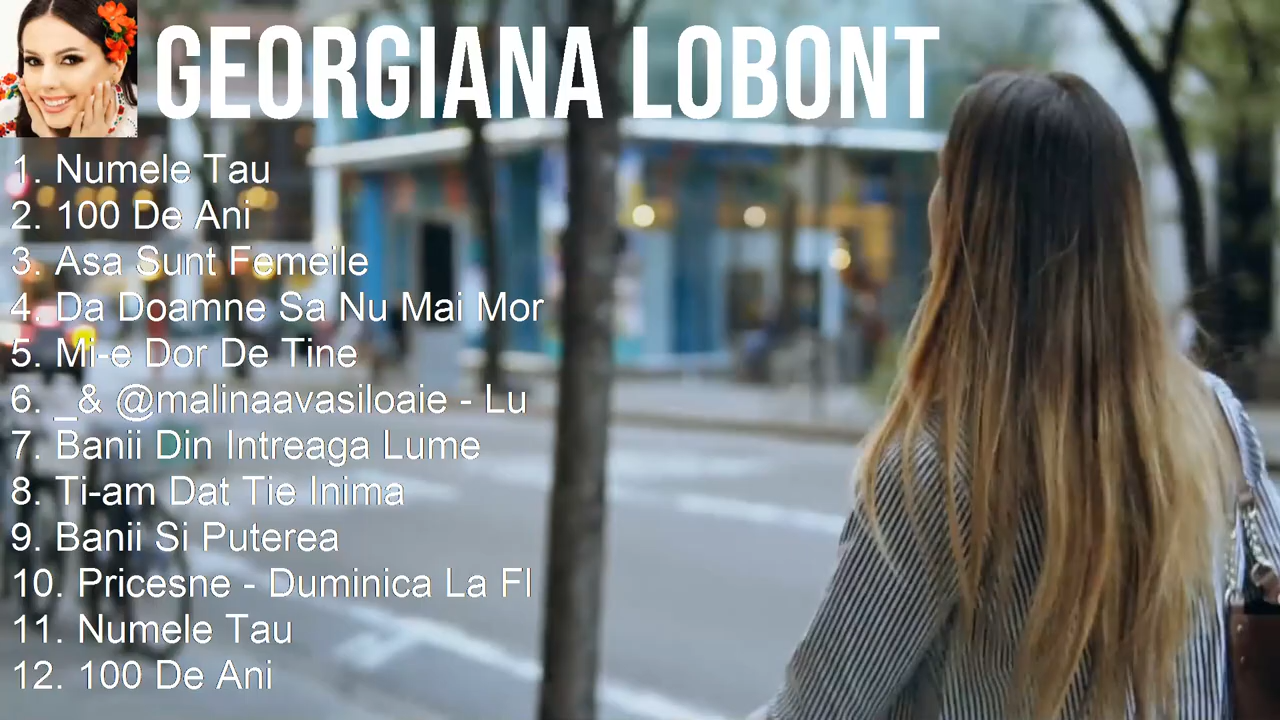 GEORGIANA LOBONT
1. Numele Tau
2. 100 De Ani
3. Asa Sunt Femeile
4. Da Doamne Sa Nu Mai Mor
5. Mi-e Dor De Tine
6. _& @malinaavasiloaie - Lu
7. Banii Din Intreaga Lume
8. Ti-am Dat Tie Inima
9. Banii Si Puterea
10. Pricesne - Duminica La Fl
11. Numele Tau
12. 100 De Ani